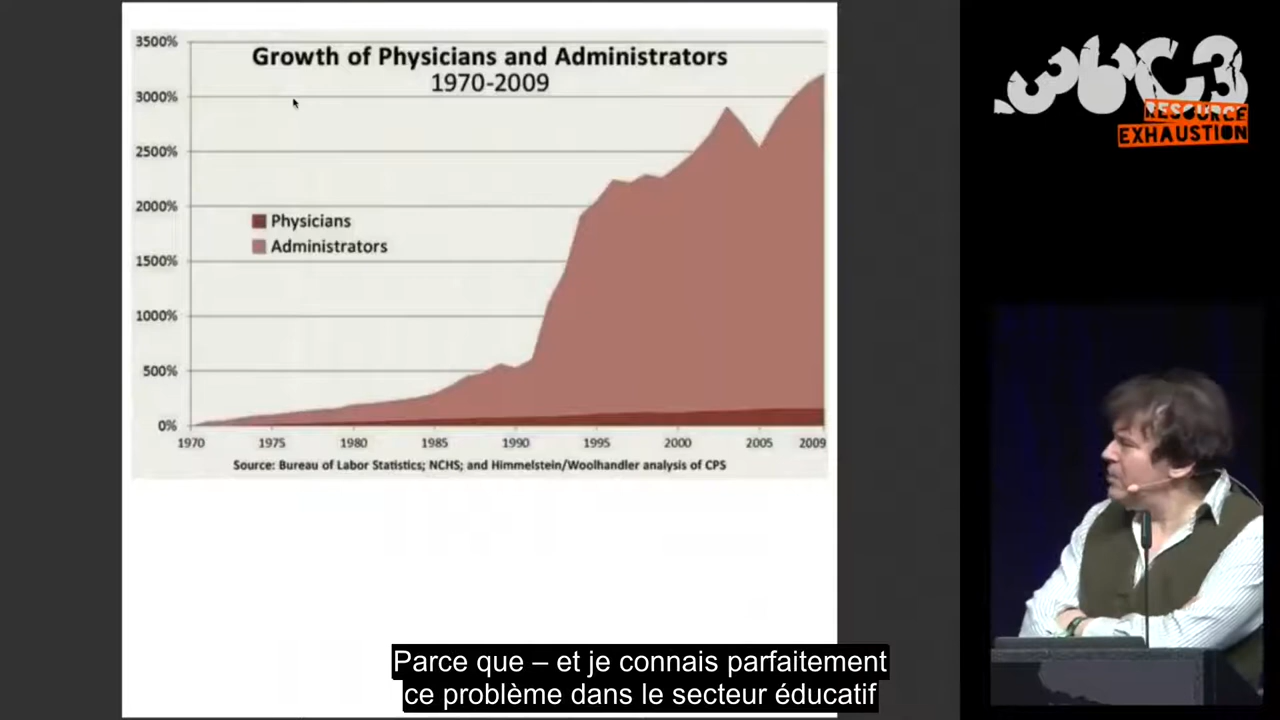 Growth of Physicians and Administrators
1970-2009
3500%
3000%
2500%
2000%
1500%
1000%
500%
0%
Physicians
Administrators
1970 1975 1980 1985 1990 1995 2000 2005 2009
Source: Bureau of Labor Statistics; NCHS; and Himmelstein/Woolhandler analysis of CPS
36C3
RESOURCE
EXHAUSTION
Parce que – et je connais parfaitement
ce problème dans le secteur éducatif